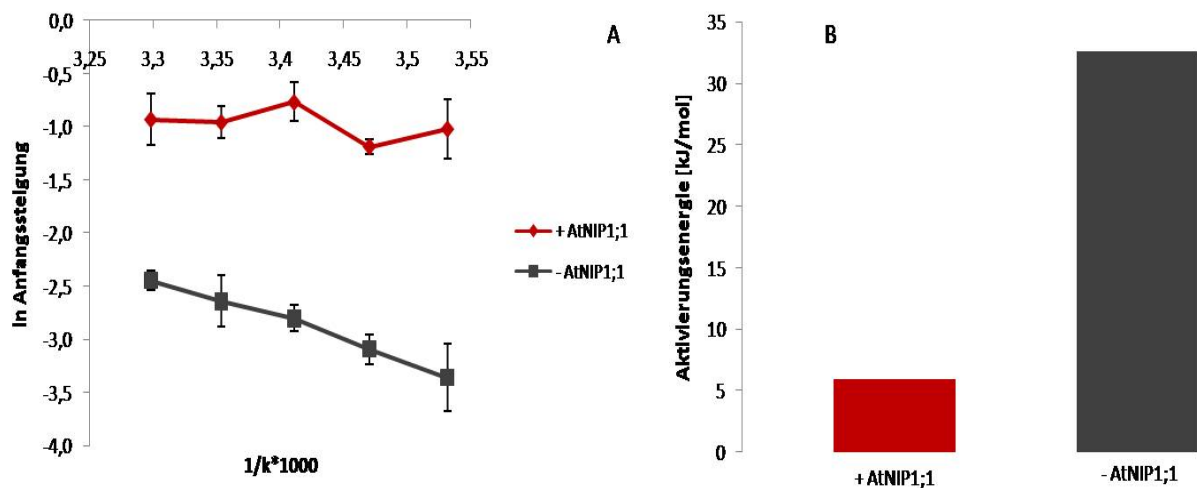 0,0
3,25 3,3 3,35 3,4 3,45 3,5 3,55
-0,5
-1,0
-1,5
-2,0
-2,5
-3,0
-3,5
-4,0
ln Anfangssteigung
1/k*1000
A
+ AtNIP1;1
- AtNIP1;1
B
35
30
25
20
15
10
5
0
Aktivierungsenergie [kJ/mol]
+ AtNIP1;1
- AtNIP1;1